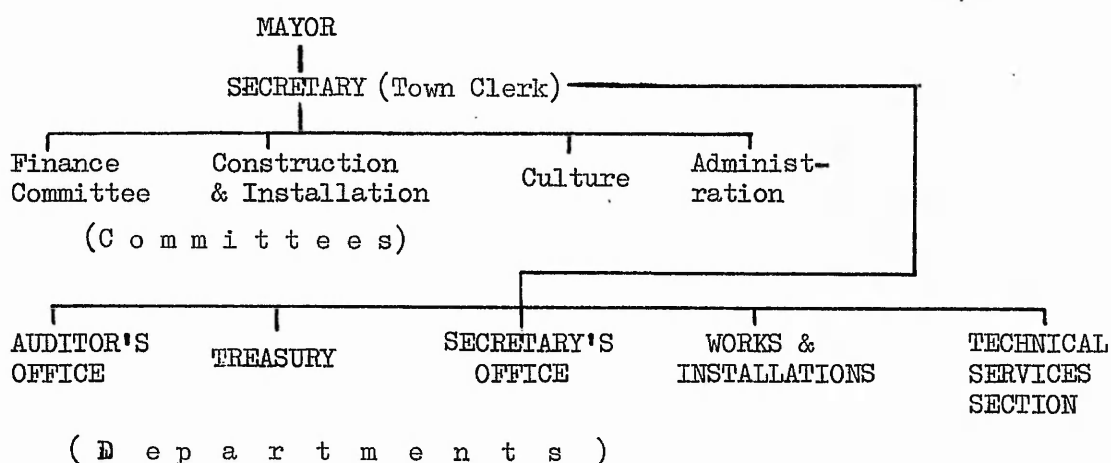 MAYOR
SECRETARY (Town Clerk)
Finance
Committee
Construction
& Installation
Culture
Administ-
ration
(C o m m i t t e e s)
AUDITOR'S
OFFICE
TREASURY
SECRETARY'S
OFFICE
WORKS &
INSTALLATIONS
TECHNICAL
SERVICES
SECTION
( D e p a r t m e n t s )